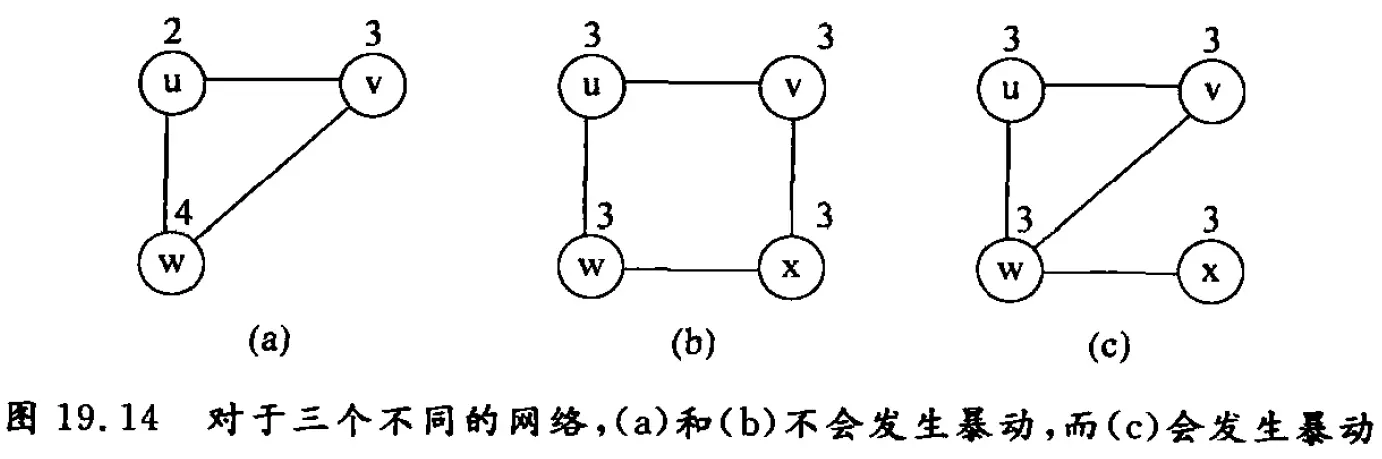 2 3 3 3 3 3
u v u v u v
4 3 3 3 3
w w x w x
(a) (b) (c)
图 19.14 对于三个不同的网络,(a)和(b)不会发生暴动,而(c)会发生暴动